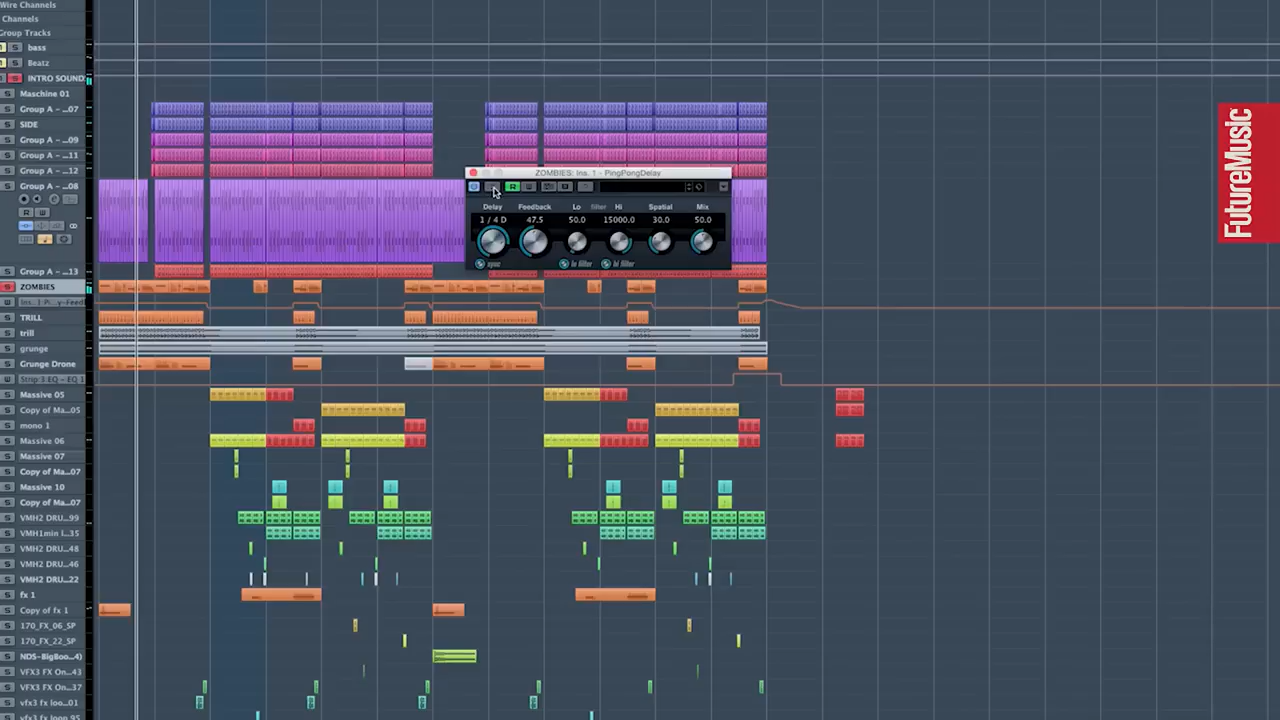 Wire Channels
Channels
Group Tracks
S bass
S Beatz
S INTRO SOUND
Maschine 01
Group A - ...07
SIDE
Group A - ...09
Group A - ...11
Group A - ...12
ZOMBIES: Ins. 1 - PingPongDelay
Group A - ...08
R W
R
Delay Feedback Lo filter Hi Spatial Mix
1 / 4 D 47.5 50.0 15000.0 30.0 50.0
sync lo filter hi filter
Group A - ...13
S ZOMBIES
S TRILL
S trill
S grunge
S Grunge Drone
S Massive 05
S Copy of Ma...05
S mono 1
S Massive 06
S Massive 07
S Copy of Ma...07
S Massive 10
S Copy of Ma...07
S VMH2 DRU...99
S VMH1min l...35
S VMH2 DRU...48
S VMH2 DRU...46
S VMH2 DRU...22
S fx 1
S Copy of fx 1
S 170_FX_06_SP
S 170_FX_22_SP
S NDS-BigBoo...4)
S VFX3 FX On...43
S VFX3 FX On...37
S vfx3 fx loo...01
FutureMusic